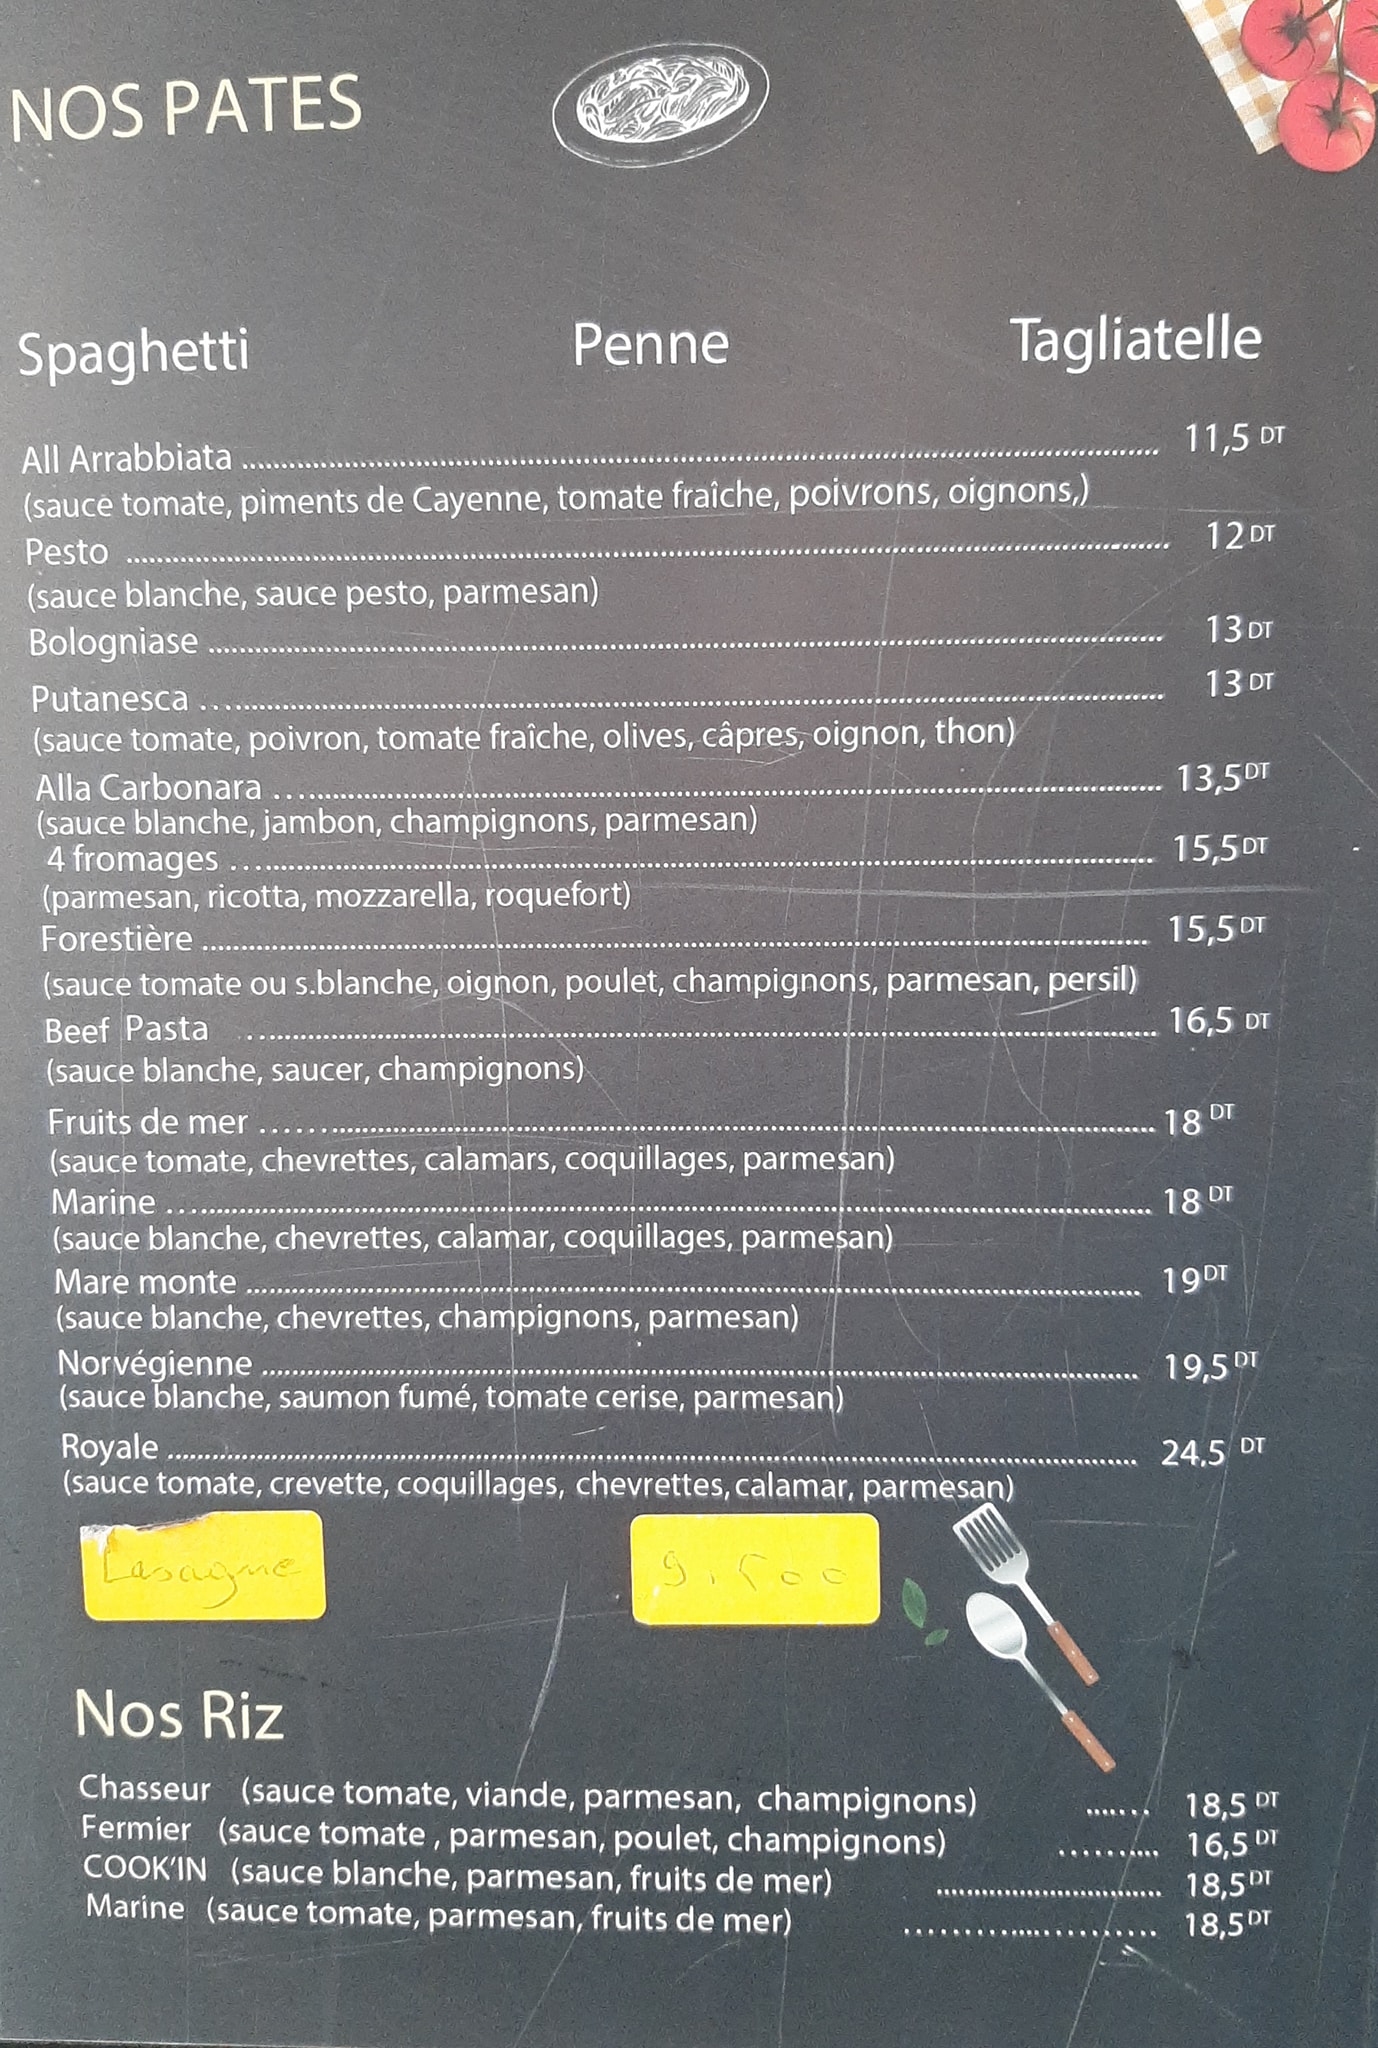 NOS PATES
Spaghetti Penne Tagliatelle
All Arrabbiata ........ 11,5 DT
(sauce tomate, piments de Cayenne, tomate fraîche, poivrons, oignons,)
Pesto ........ 12 DT
(sauce blanche, sauce pesto, parmesan)
Bologniase ........ 13 DT
Putanesca ........ 13 DT
(sauce tomate, poivron, tomate fraîche, olives, câpres, oignon, thon)
Alla Carbonara ........ 13,5 DT
(sauce blanche, jambon, champignons, parmesan)
4 fromages ........ 15,5 DT
(parmesan, ricotta, mozzarella, roquefort)
Forestière ........ 15,5 DT
(sauce tomate ou s.blanche, oignon, poulet, champignons, parmesan, persil)
Beef Pasta ........ 16,5 DT
(sauce blanche, saucer, champignons)
Fruits de mer ........ 18 DT
(sauce tomate, chevrettes, calamars, coquillages, parmesan)
Marine ........ 18 DT
(sauce blanche, chevrettes, calamar, coquillages, parmesan)
Mare monte ........ 19 DT
(sauce blanche, chevrettes, champignons, parmesan)
Norvégienne ........ 19,5 DT
(sauce blanche, saumon fumé, tomate cerise, parmesan)
Royale ........ 24,5 DT
(sauce tomate, crevette, coquillages, chevrettes, calamar, parmesan)
Lasagne 9.500
Nos Riz
Chasseur (sauce tomate, viande, parmesan, champignons) ....... 18,5 DT
Fermier (sauce tomate , parmesan, poulet, champignons) ........ 16,5 DT
COOK'IN (sauce blanche, parmesan, fruits de mer) ........ 18,5 DT
Marine (sauce tomate, parmesan, fruits de mer) ........ 18,5 DT